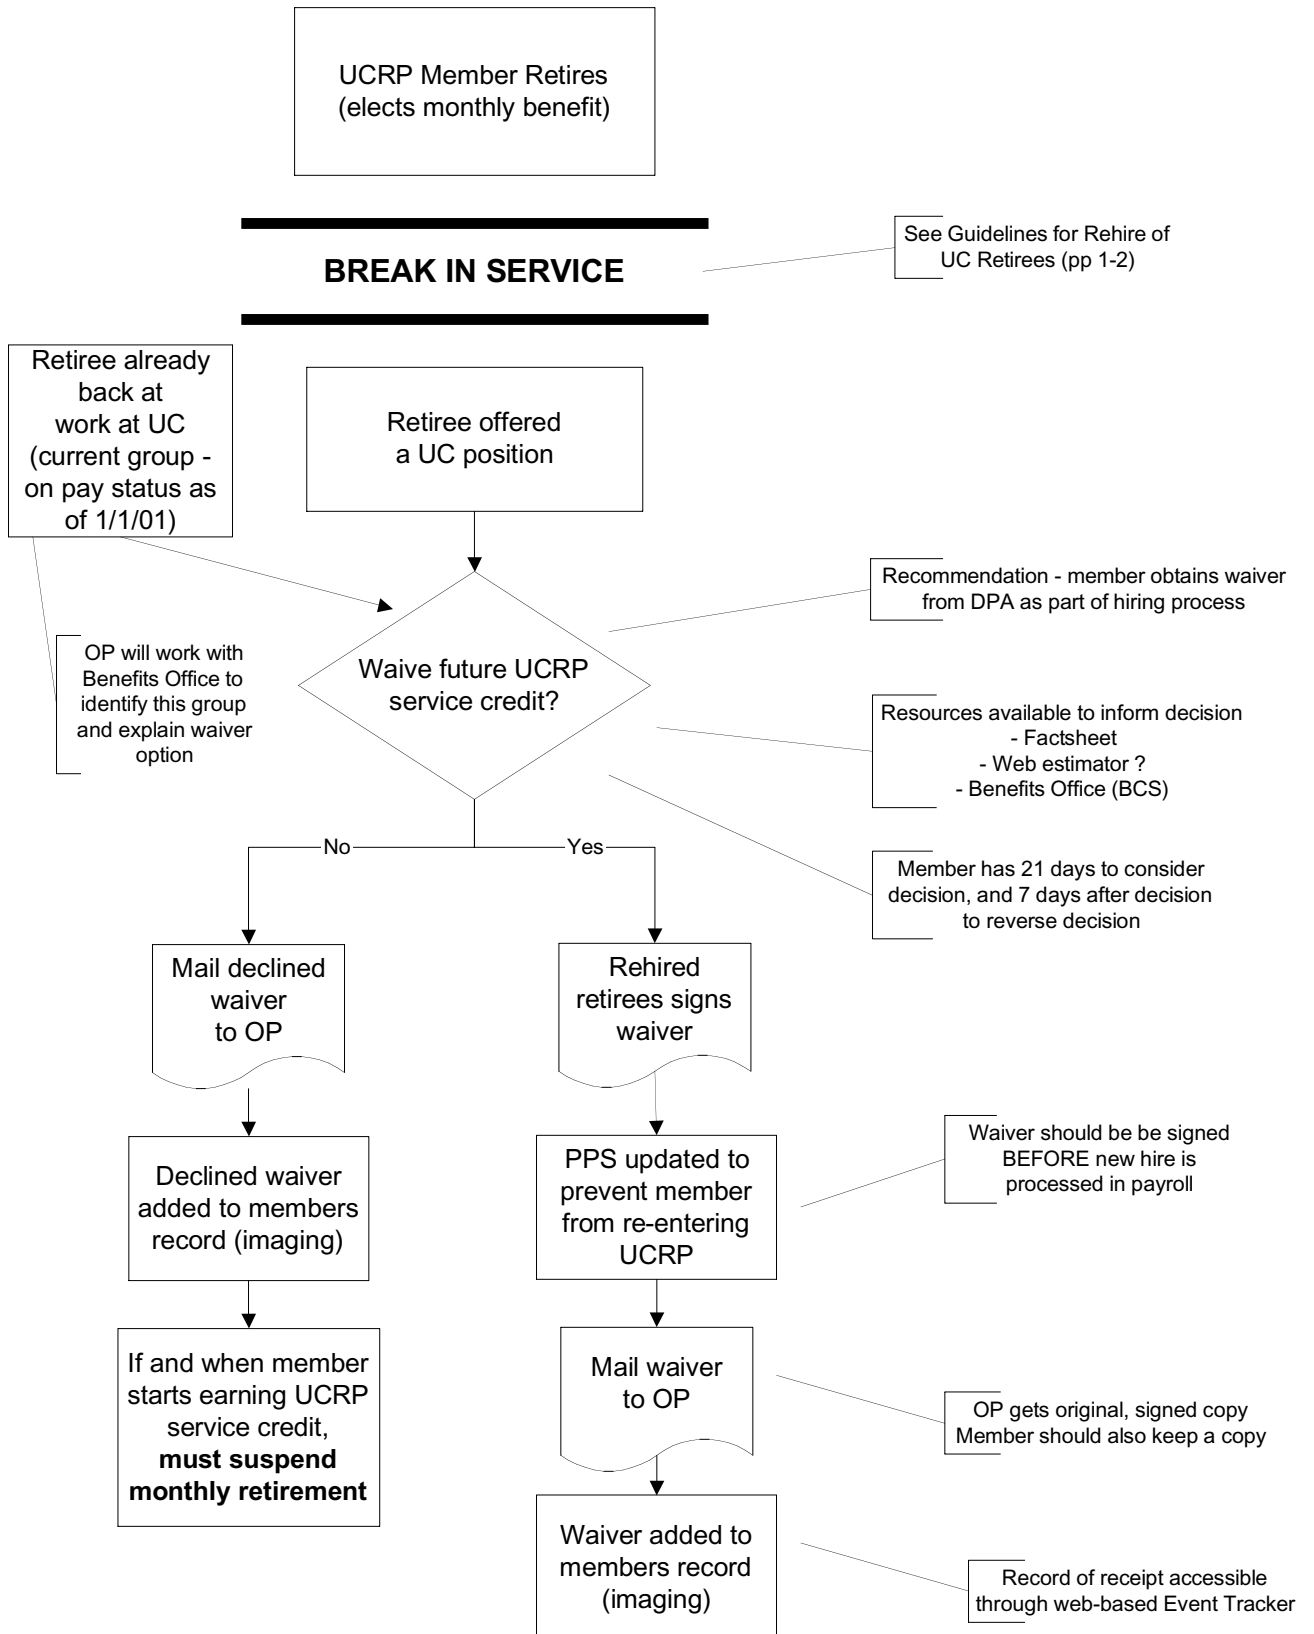 UCRP Member Retires
(elects monthly benefit)
BREAK IN SERVICE
See Guidelines for Rehire of
UC Retirees (pp 1-2)
Retiree already
back at
work at UC
(current group -
on pay status as
of 1/1/01)
Retiree offered
a UC position
OP will work with
Benefits Office to
identify this group
and explain waiver
option
Waive future UCRP
service credit?
Recommendation - member obtains waiver
from DPA as part of hiring process
Resources available to inform decision
- Factsheet
- Web estimator ?
- Benefits Office (BCS)
Member has 21 days to consider
decision, and 7 days after decision
to reverse decision
No
Yes
Mail declined
waiver
to OP
Rehired
retirees signs
waiver
Declined waiver
added to members
record (imaging)
PPS updated to
prevent member
from re-entering
UCRP
Waiver should be be signed
BEFORE new hire is
processed in payroll
If and when member
starts earning UCRP
service credit,
must suspend
monthly retirement
Mail waiver
to OP
OP gets original, signed copy
Member should also keep a copy
Waiver added to
members record
(imaging)
Record of receipt accessible
through web-based Event Tracker